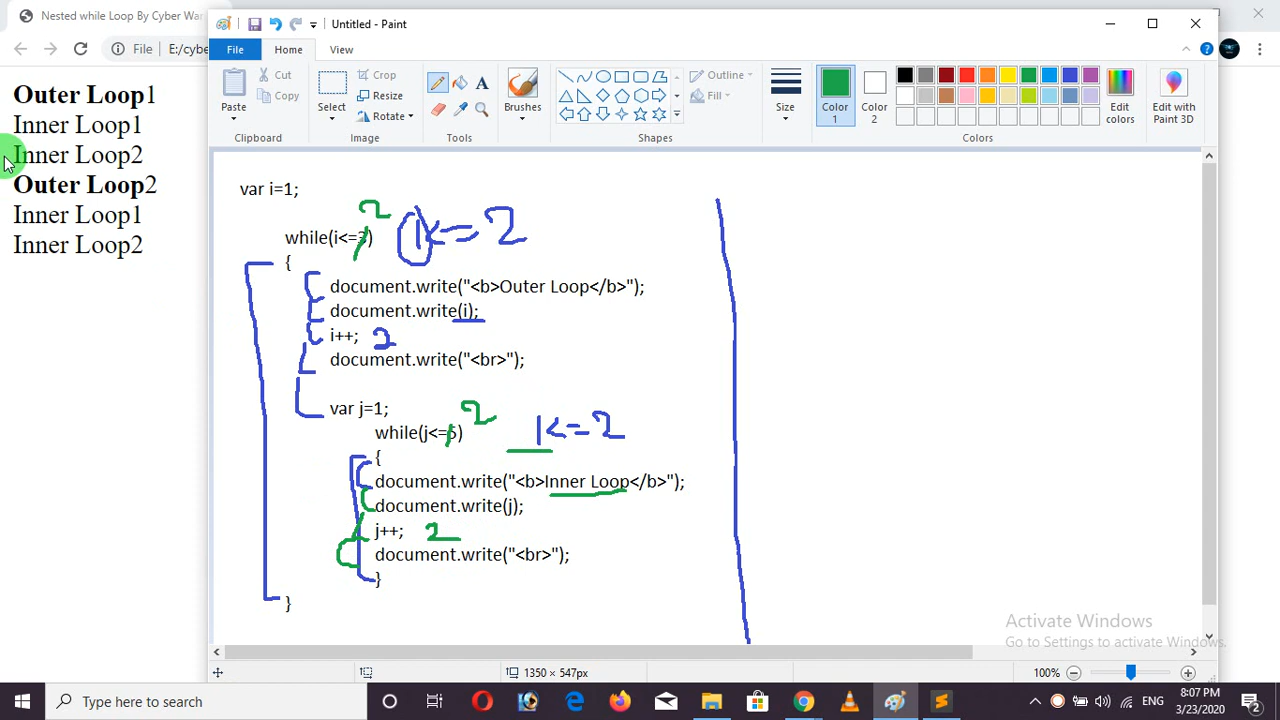 Nested while Loop By Cyber War
File E:/cybe
Outer Loop1
Inner Loop1
Inner Loop2
Outer Loop2
Inner Loop1
Inner Loop2
Untitled - Paint
File Home View
Paste
Cut
Copy
Clipboard
Select
Crop
Resize
Rotate
Image
A
Tools
Brushes
Outline
Fill
Shapes
Size
Color
1
Color
2
Edit
colors
Edit with
Paint 3D
Colors
var i=1;
2
while(i<=3) 1<=2
{
document.write("<b>Outer Loop</b>");
document.write(i);
i++; 2
document.write("<br>");
var j=1;
2
while(j<=5) 1<=2
{
document.write("<b>Inner Loop</b>");
document.write(j);
j++; 2
document.write("<br>");
}
}
Activate Windows
Go to Settings to activate Windows.
1350 × 547px
100%
Type here to search
ENG
8:07 PM
3/23/2020
2